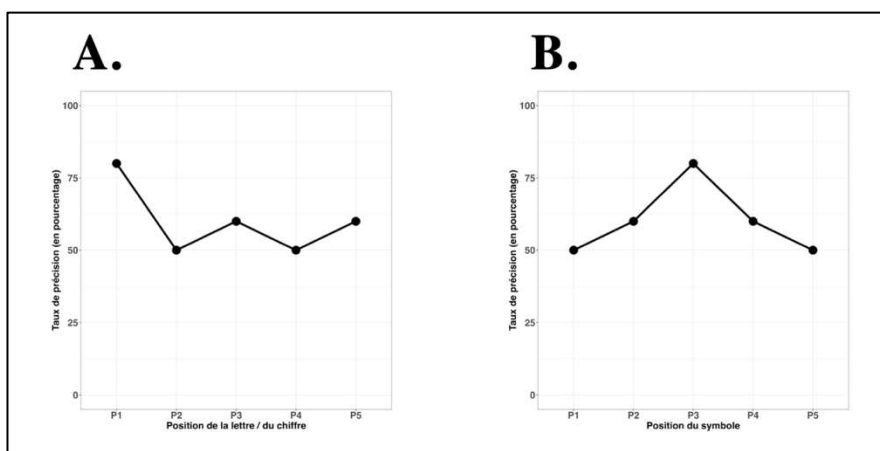 A.
Taux de précision (en pourcentage)
100
75
50
25
0
P1 P2 P3 P4 P5
Position de la lettre / du chiffre
B.
Taux de précision (en pourcentage)
100
75
50
25
0
P1 P2 P3 P4 P5
Position du symbole